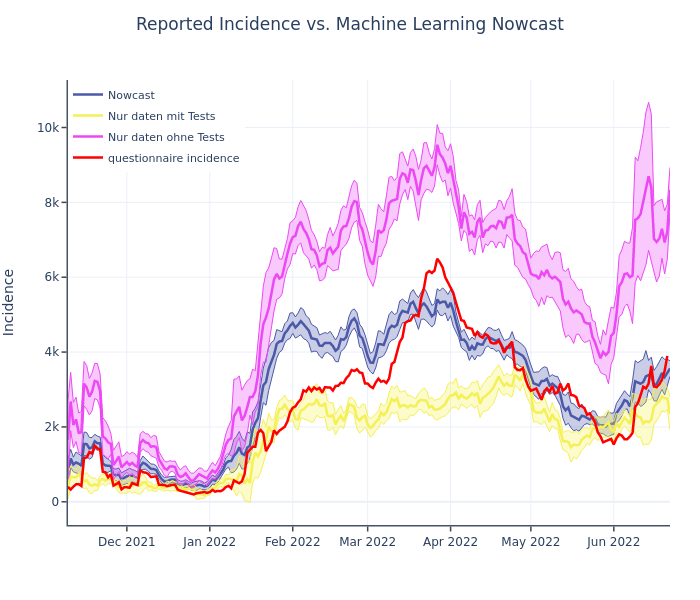 Reported Incidence vs. Machine Learning Nowcast
Nowcast
Nur daten mit Tests
Nur daten ohne Tests
questionnaire incidence
Incidence
10k
8k
6k
4k
2k
0
Dec 2021
Jan 2022
Feb 2022
Mar 2022
Apr 2022
May 2022
Jun 2022